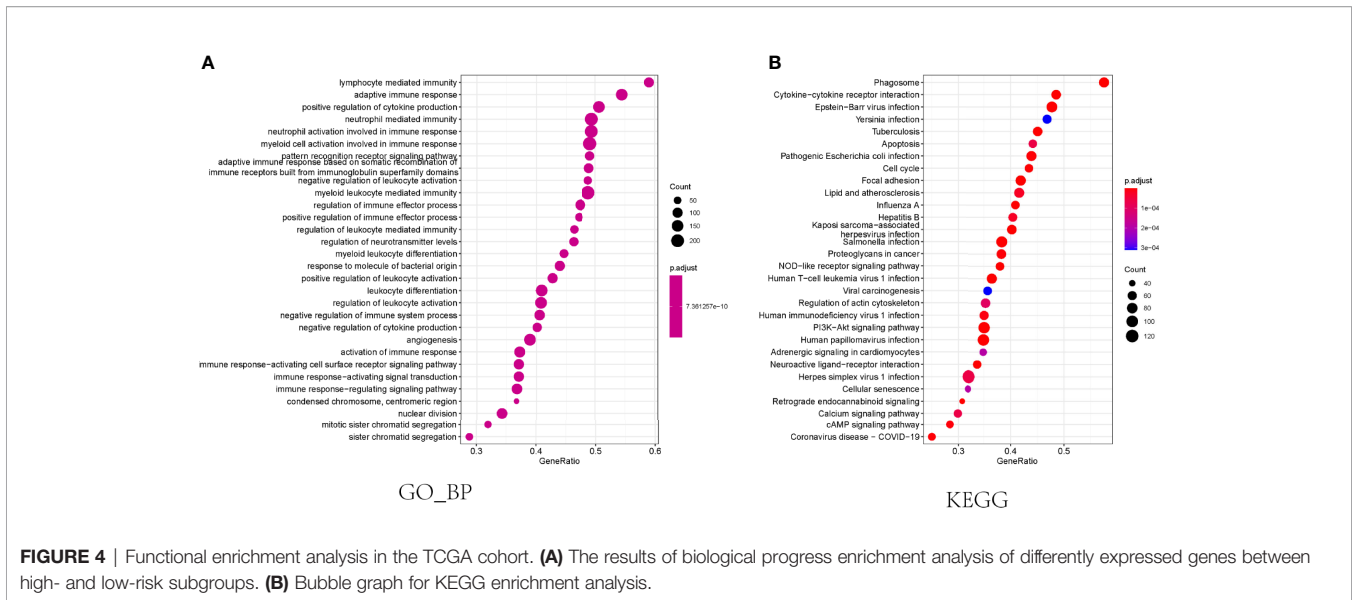 A
lymphocyte mediated immunity
adaptive immune response
positive regulation of cytokine production
neutrophil mediated immunity
neutrophil activation involved in immune response
myeloid cell activation involved in immune response
pattern recognition receptor signaling pathway
adaptive immune response based on somatic recombination of
immune receptors built from immunoglobulin superfamily domains
negative regulation of leukocyte activation
myeloid leukocyte mediated immunity
regulation of immune effector process
positive regulation of immune effector process
regulation of leukocyte mediated immunity
regulation of neurotransmitter levels
myeloid leukocyte differentiation
response to molecule of bacterial origin
positive regulation of leukocyte activation
leukocyte differentiation
regulation of leukocyte activation
negative regulation of immune system process
negative regulation of cytokine production
angiogenesis
activation of immune response
immune response−activating cell surface receptor signaling pathway
immune response−activating signal transduction
immune response−regulating signaling pathway
condensed chromosome, centromeric region
nuclear division
mitotic sister chromatid segregation
sister chromatid segregation
0.3 0.4 0.5 0.6
GeneRatio
Count
50
100
150
200
p.adjust
7.361257e−10
GO_BP
B
Phagosome
Cytokine−cytokine receptor interaction
Epstein−Barr virus infection
Yersinia infection
Tuberculosis
Apoptosis
Pathogenic Escherichia coli infection
Cell cycle
Focal adhesion
Lipid and atherosclerosis
Influenza A
Hepatitis B
Kaposi sarcoma−associated
herpesvirus infection
Salmonella infection
Proteoglycans in cancer
NOD−like receptor signaling pathway
Human T−cell leukemia virus 1 infection
Viral carcinogenesis
Regulation of actin cytoskeleton
Human immunodeficiency virus 1 infection
PI3K−Akt signaling pathway
Human papillomavirus infection
Adrenergic signaling in cardiomyocytes
Neuroactive ligand−receptor interaction
Herpes simplex virus 1 infection
Cellular senescence
Retrograde endocannabinoid signaling
Calcium signaling pathway
cAMP signaling pathway
Coronavirus disease − COVID−19
0.3 0.4 0.5
GeneRatio
p.adjust
1e−04
2e−04
3e−04
Count
40
60
80
100
120
KEGG
FIGURE 4 | Functional enrichment analysis in the TCGA cohort. (A) The results of biological progress enrichment analysis of differently expressed genes between
high- and low-risk subgroups. (B) Bubble graph for KEGG enrichment analysis.